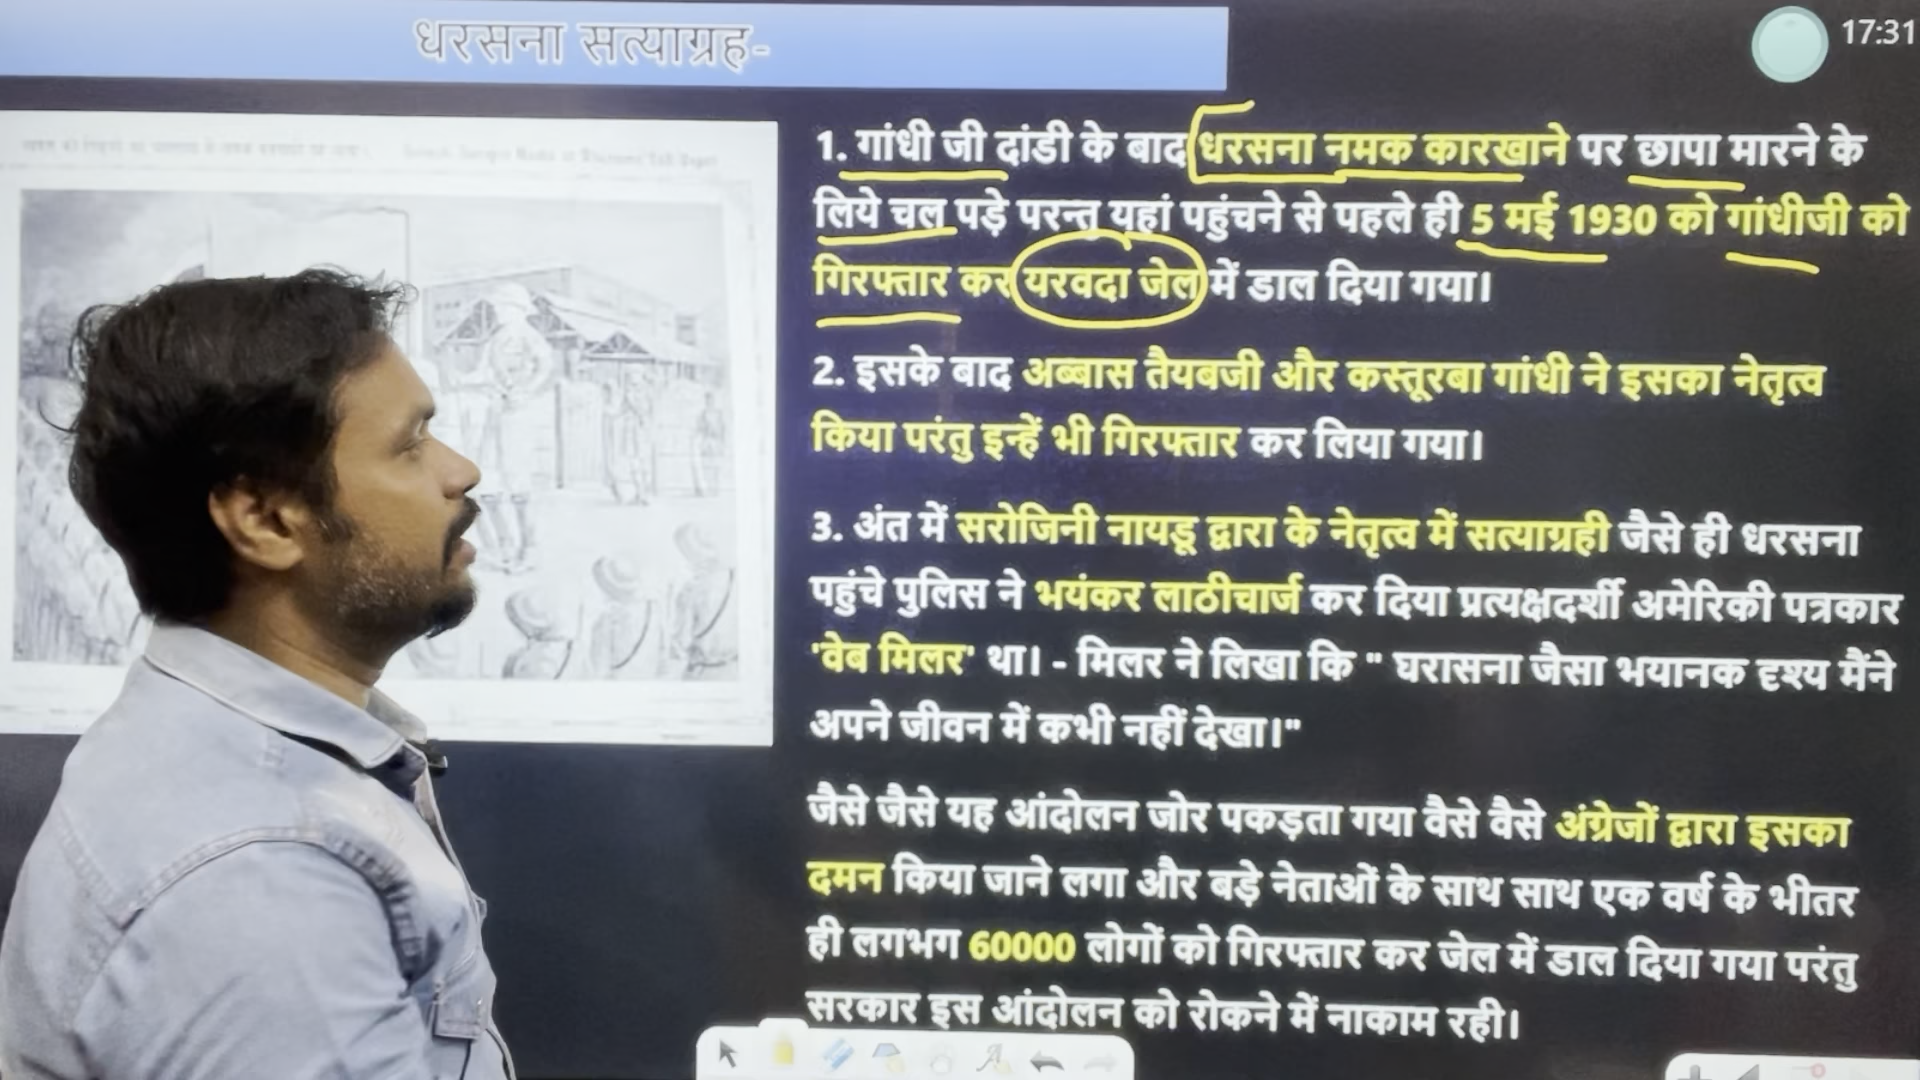 धरसना सत्याग्रह-
17:31
1. गांधी जी दांडी के बाद धरसना नमक कारखाने पर छापा मारने के
लिये चल पड़े परन्तु यहां पहुंचने से पहले ही 5 मई 1930 को गांधीजी को
गिरफ्तार कर यरवदा जेल में डाल दिया गया।
2. इसके बाद अब्बास तैयबजी और कस्तूरबा गांधी ने इसका नेतृत्व
किया परंतु इन्हें भी गिरफ्तार कर लिया गया।
3. अंत में सरोजिनी नायडू द्वारा के नेतृत्व में सत्याग्रही जैसे ही धरसना
पहुंचे पुलिस ने भयंकर लाठीचार्ज कर दिया प्रत्यक्षदर्शी अमेरिकी पत्रकार
'वेब मिलर' था। - मिलर ने लिखा कि " घरासना जैसा भयानक दृश्य मैंने
अपने जीवन में कभी नहीं देखा।"
जैसे जैसे यह आंदोलन जोर पकड़ता गया वैसे वैसे अंग्रेजों द्वारा इसका
दमन किया जाने लगा और बड़े नेताओं के साथ साथ एक वर्ष के भीतर
ही लगभग 60000 लोगों को गिरफ्तार कर जेल में डाल दिया गया परंतु
सरकार इस आंदोलन को रोकने में नाकाम रही।